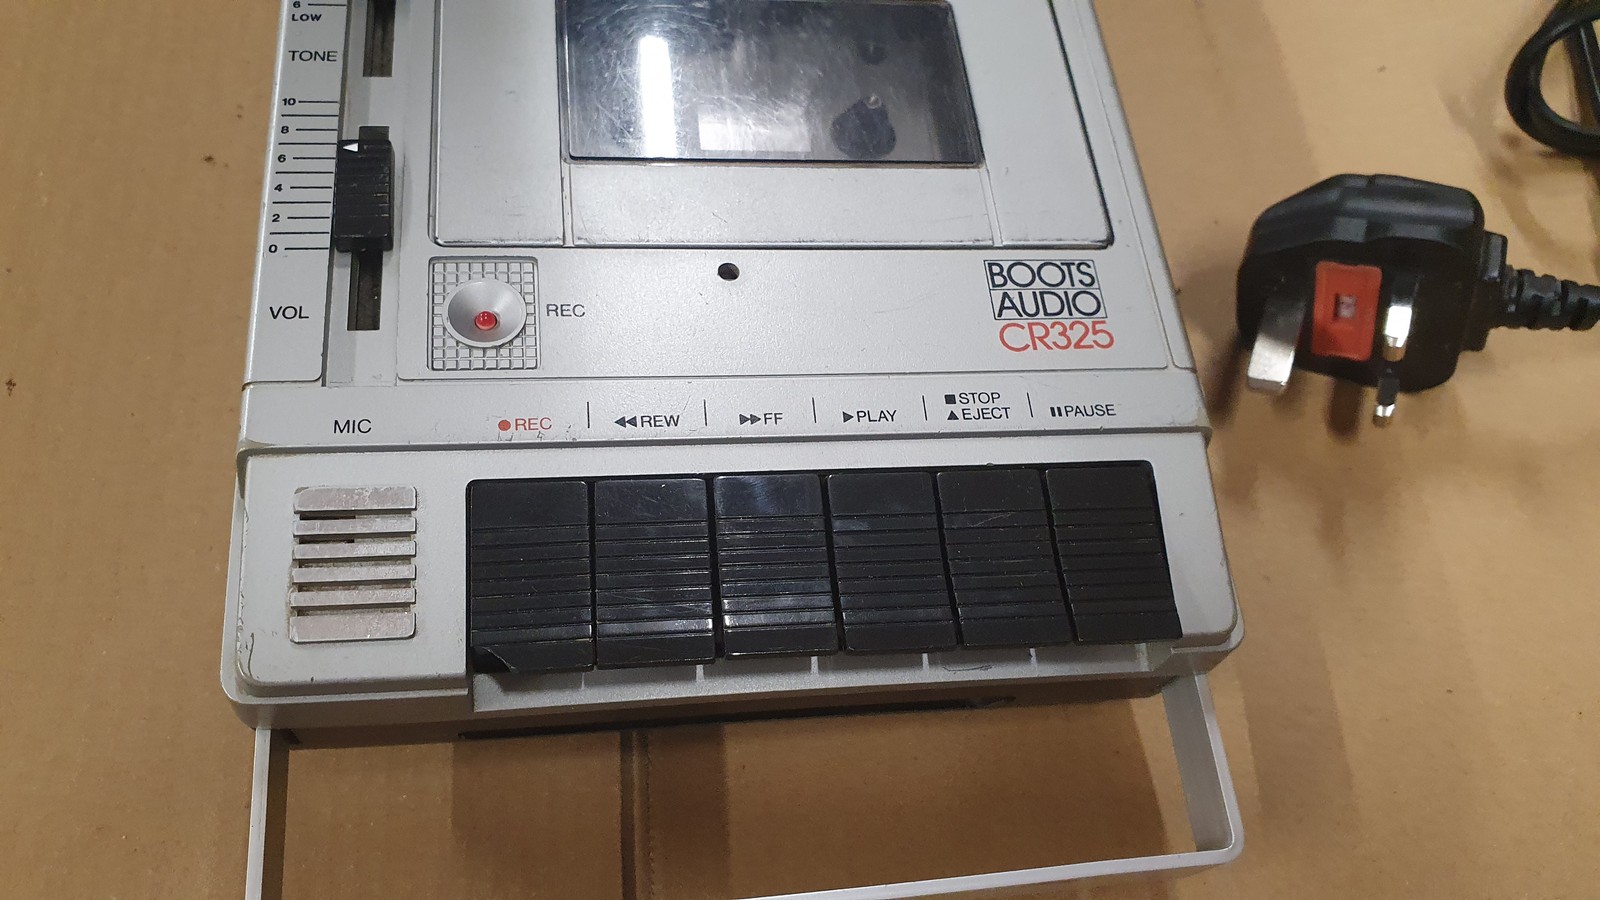 6
LOW
TONE
10
8
6
4
2
0
VOL
REC
BOOTS
AUDIO
CR325
MIC
●REC
◀◀REW
▶▶FF
▶PLAY
■STOP
▲EJECT
▮▮PAUSE